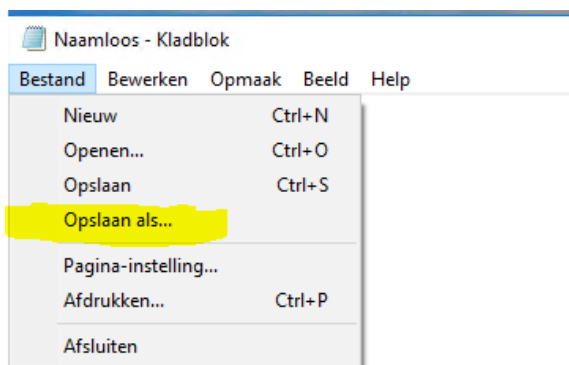 Naamloos - Kladblok
Bestand Bewerken Opmaak Beeld Help
Nieuw Ctrl+N
Openen... Ctrl+O
Opslaan Ctrl+S
Opslaan als...
Pagina-instelling...
Afdrukken... Ctrl+P
Afsluiten